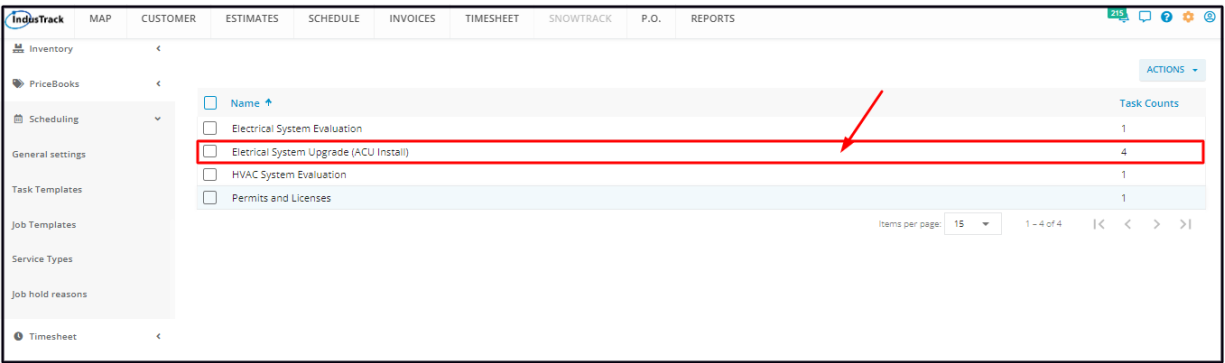 IndusTrack MAP CUSTOMER ESTIMATES SCHEDULE INVOICES TIMESHEET SNOWTRACK P.O. REPORTS 215
Inventory
ACTIONS
PriceBooks
Name Task Counts
Scheduling
Electrical System Evaluation 1
General settings
Eletrical System Upgrade (ACU Install) 4
HVAC System Evaluation 1
Task Templates
Permits and Licenses 1
Job Templates
Items per page: 15 1 – 4 of 4
Service Types
Job hold reasons
Timesheet